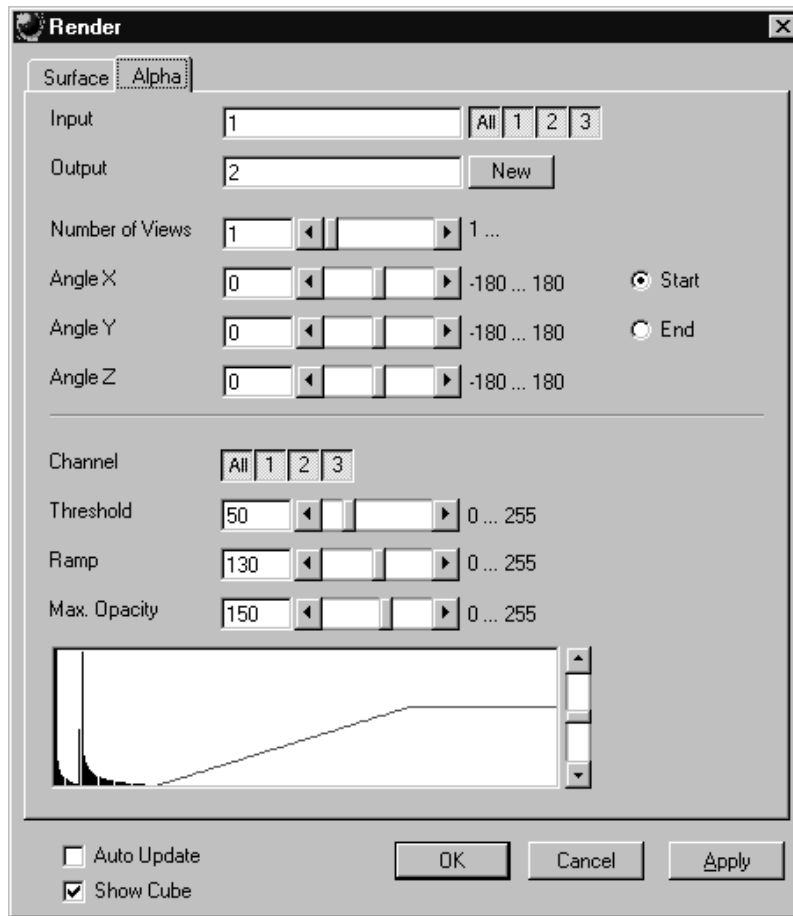 Render
Surface Alpha
Input 1 All 1 2 3
Output 2 New
Number of Views 1 1 ...
Angle X 0 -180 ... 180 Start
Angle Y 0 -180 ... 180 End
Angle Z 0 -180 ... 180
Channel All 1 2 3
Threshold 50 0 ... 255
Ramp 130 0 ... 255
Max. Opacity 150 0 ... 255
Auto Update OK Cancel Apply
Show Cube